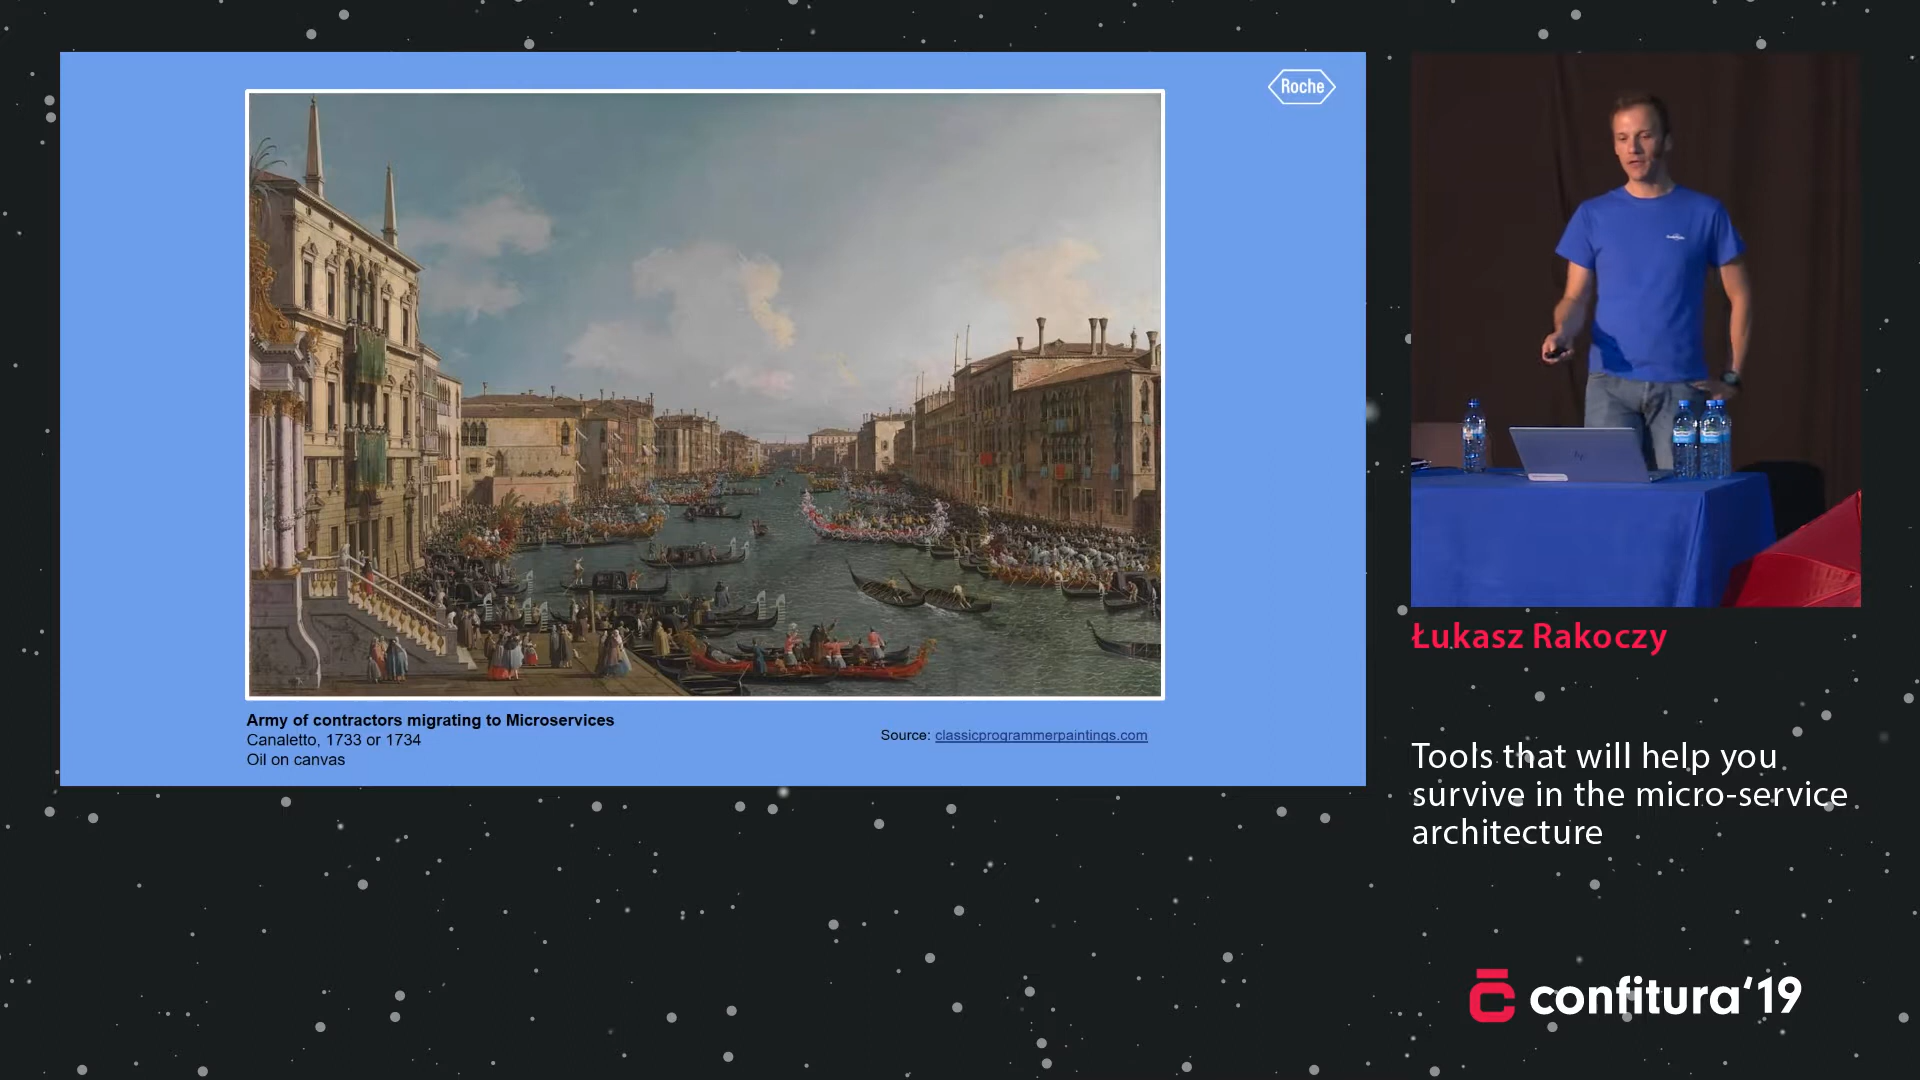 Roche
Army of contractors migrating to Microservices
Canaletto, 1733 or 1734
Oil on canvas
Source: classicprogrammerpaintings.com
Łukasz Rakoczy
Tools that will help you
survive in the micro-service
architecture
confitura‘19